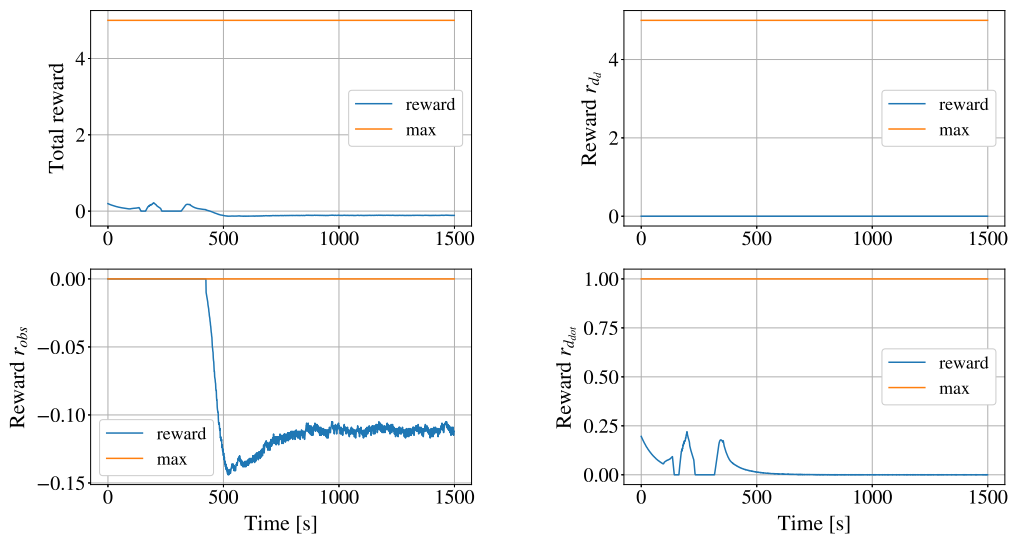 Total reward
4
2
0
0
500
1000
1500
reward
max
Reward r_{d_d}
4
2
0
0
500
1000
1500
reward
max
Reward r_{obs}
0.00
−0.05
−0.10
−0.15
0
500
1000
1500
reward
max
Time [s]
Reward r_{d_{dot}}
1.00
0.75
0.50
0.25
0.00
0
500
1000
1500
reward
max
Time [s]